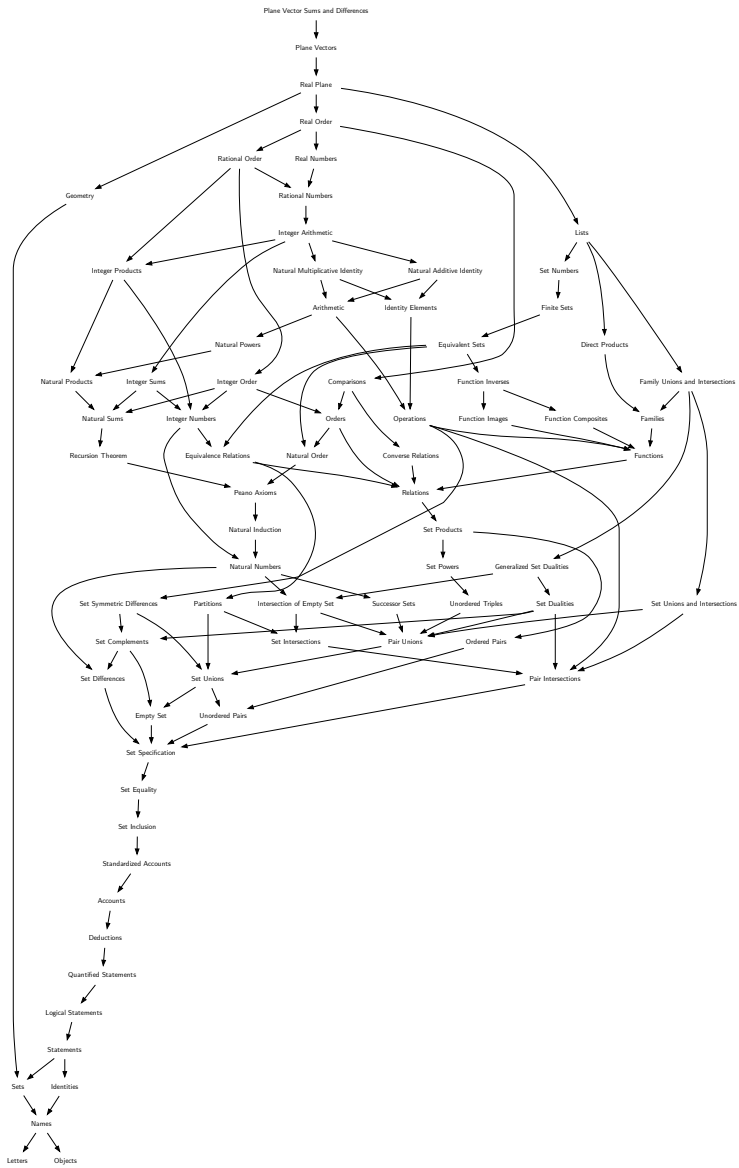 Plane Vector Sums and Differences
Plane Vectors
Real Plane
Real Order
Rational Order
Real Numbers
Geometry
Rational Numbers
Integer Arithmetic
Lists
Integer Products
Natural Multiplicative Identity
Natural Additive Identity
Set Numbers
Arithmetic
Identity Elements
Finite Sets
Natural Powers
Equivalent Sets
Direct Products
Natural Products
Integer Sums
Integer Order
Comparisons
Function Inverses
Family Unions and Intersections
Natural Sums
Integer Numbers
Orders
Operations
Function Images
Function Composites
Families
Recursion Theorem
Equivalence Relations
Natural Order
Converse Relations
Functions
Peano Axioms
Relations
Natural Induction
Set Products
Natural Numbers
Set Powers
Generalized Set Dualities
Set Symmetric Differences
Partitions
Intersection of Empty Set
Successor Sets
Unordered Triples
Set Dualities
Set Unions and Intersections
Set Complements
Set Intersections
Pair Unions
Ordered Pairs
Set Differences
Set Unions
Pair Intersections
Empty Set
Unordered Pairs
Set Specification
Set Equality
Set Inclusion
Standardized Accounts
Accounts
Deductions
Quantified Statements
Logical Statements
Statements
Sets
Identities
Names
Letters
Objects